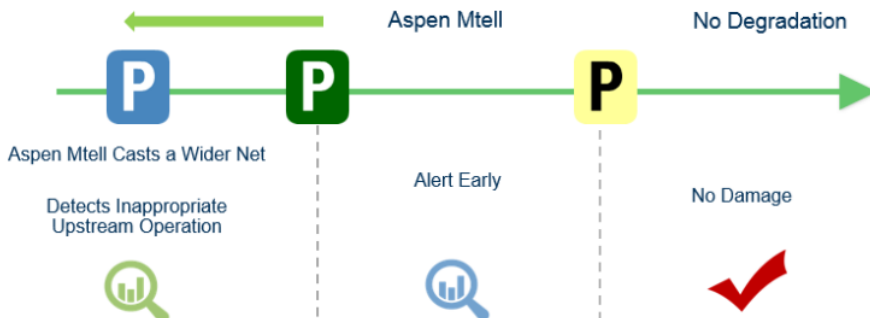 Aspen Mtell
No Degradation
P
P
P
Aspen Mtell Casts a Wider Net
Detects Inappropriate
Upstream Operation
Alert Early
No Damage